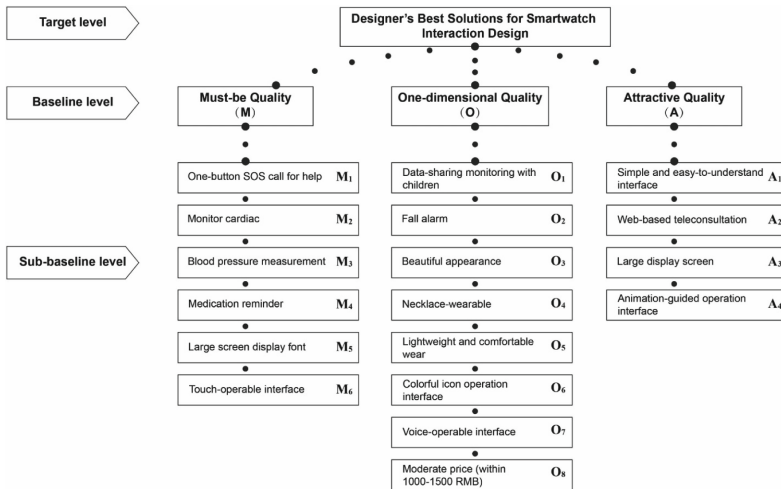 Target level
Designer's Best Solutions for Smartwatch
Interaction Design
Baseline level
Must-be Quality
(M)
One-dimensional Quality
(O)
Attractive Quality
(A)
Sub-baseline level
One-button SOS call for help M1
Monitor cardiac M2
Blood pressure measurement M3
Medication reminder M4
Large screen display font M5
Touch-operable interface M6
Data-sharing monitoring with
children O1
Fall alarm O2
Beautiful appearance O3
Necklace-wearable O4
Lightweight and comfortable
wear O5
Colorful icon operation
interface O6
Voice-operable interface O7
Moderate price (within
1000-1500 RMB) O8
Simple and easy-to-understand
interface A1
Web-based teleconsultation A2
Large display screen A3
Animation-guided operation
interface A4